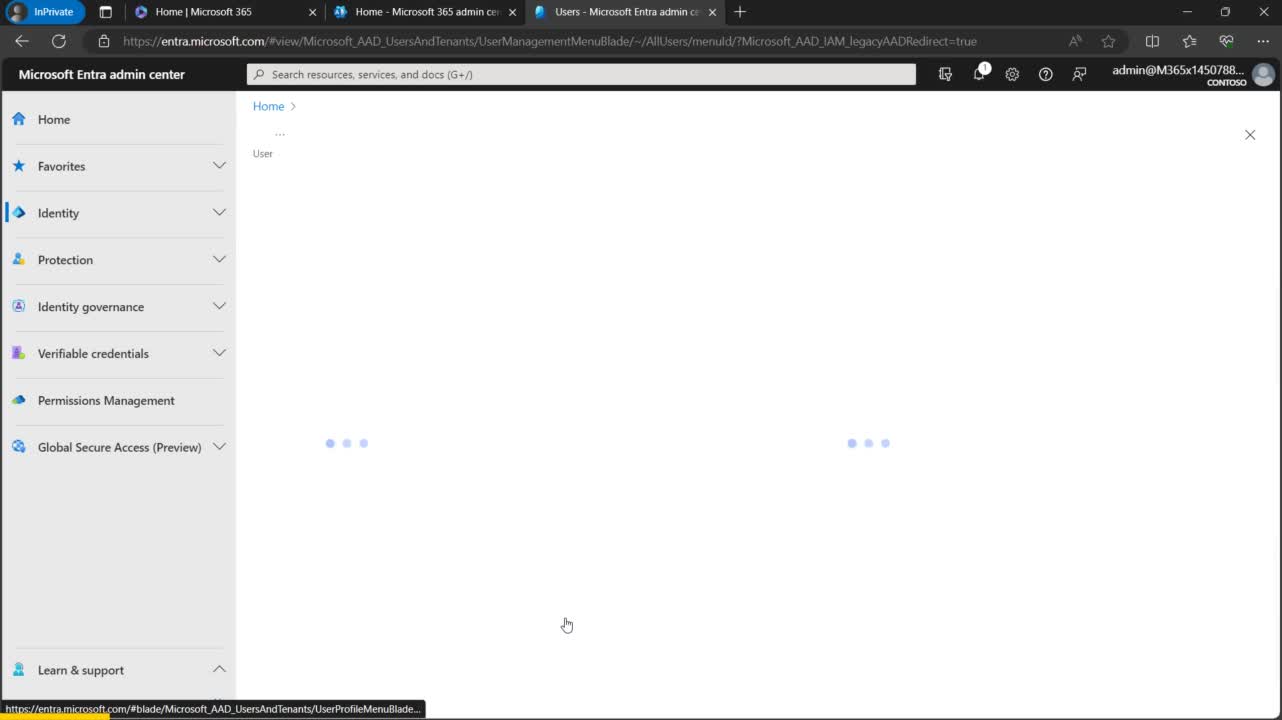 InPrivate
Home | Microsoft 365
Home - Microsoft 365 admin cen
Users - Microsoft Entra admin ce
https://entra.microsoft.com/#view/Microsoft_AAD_UsersAndTenants/UserManagementMenuBlade/~/AllUsers/menuId/?Microsoft_AAD_IAM_legacyAADRedirect=true
Microsoft Entra admin center
Search resources, services, and docs (G+/)
1
admin@M365x1450788...
CONTOSO
Home
Favorites
Identity
Protection
Identity governance
Verifiable credentials
Permissions Management
Global Secure Access (Preview)
Learn & support
Home >
...
User
https://entra.microsoft.com/#blade/Microsoft_AAD_UsersAndTenants/UserProfileMenuBlade...